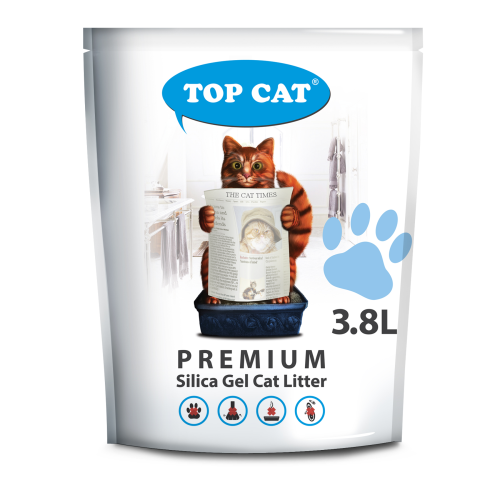 TOP CAT®
THE CAT TIMES
3.8L
PREMIUM
Silica Gel Cat Litter